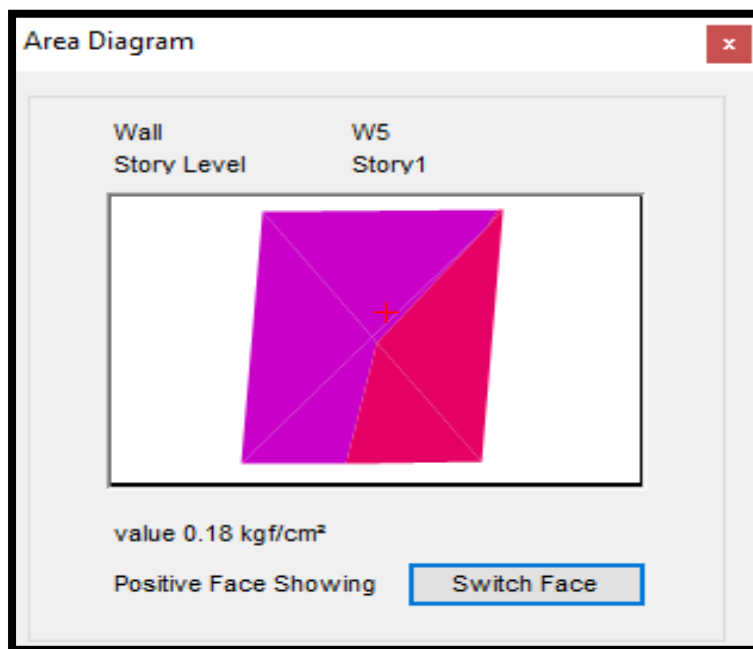 Area Diagram
x
Wall W5
Story Level Story1
value 0.18 kgf/cm²
Positive Face Showing Switch Face